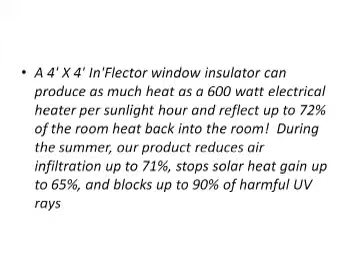 • A 4' X 4' In'Flector window insulator can
produce as much heat as a 600 watt electrical
heater per sunlight hour and reflect up to 72%
of the room heat back into the room!  During
the summer, our product reduces air
infiltration up to 71%, stops solar heat gain up
to 65%, and blocks up to 90% of harmful UV
rays